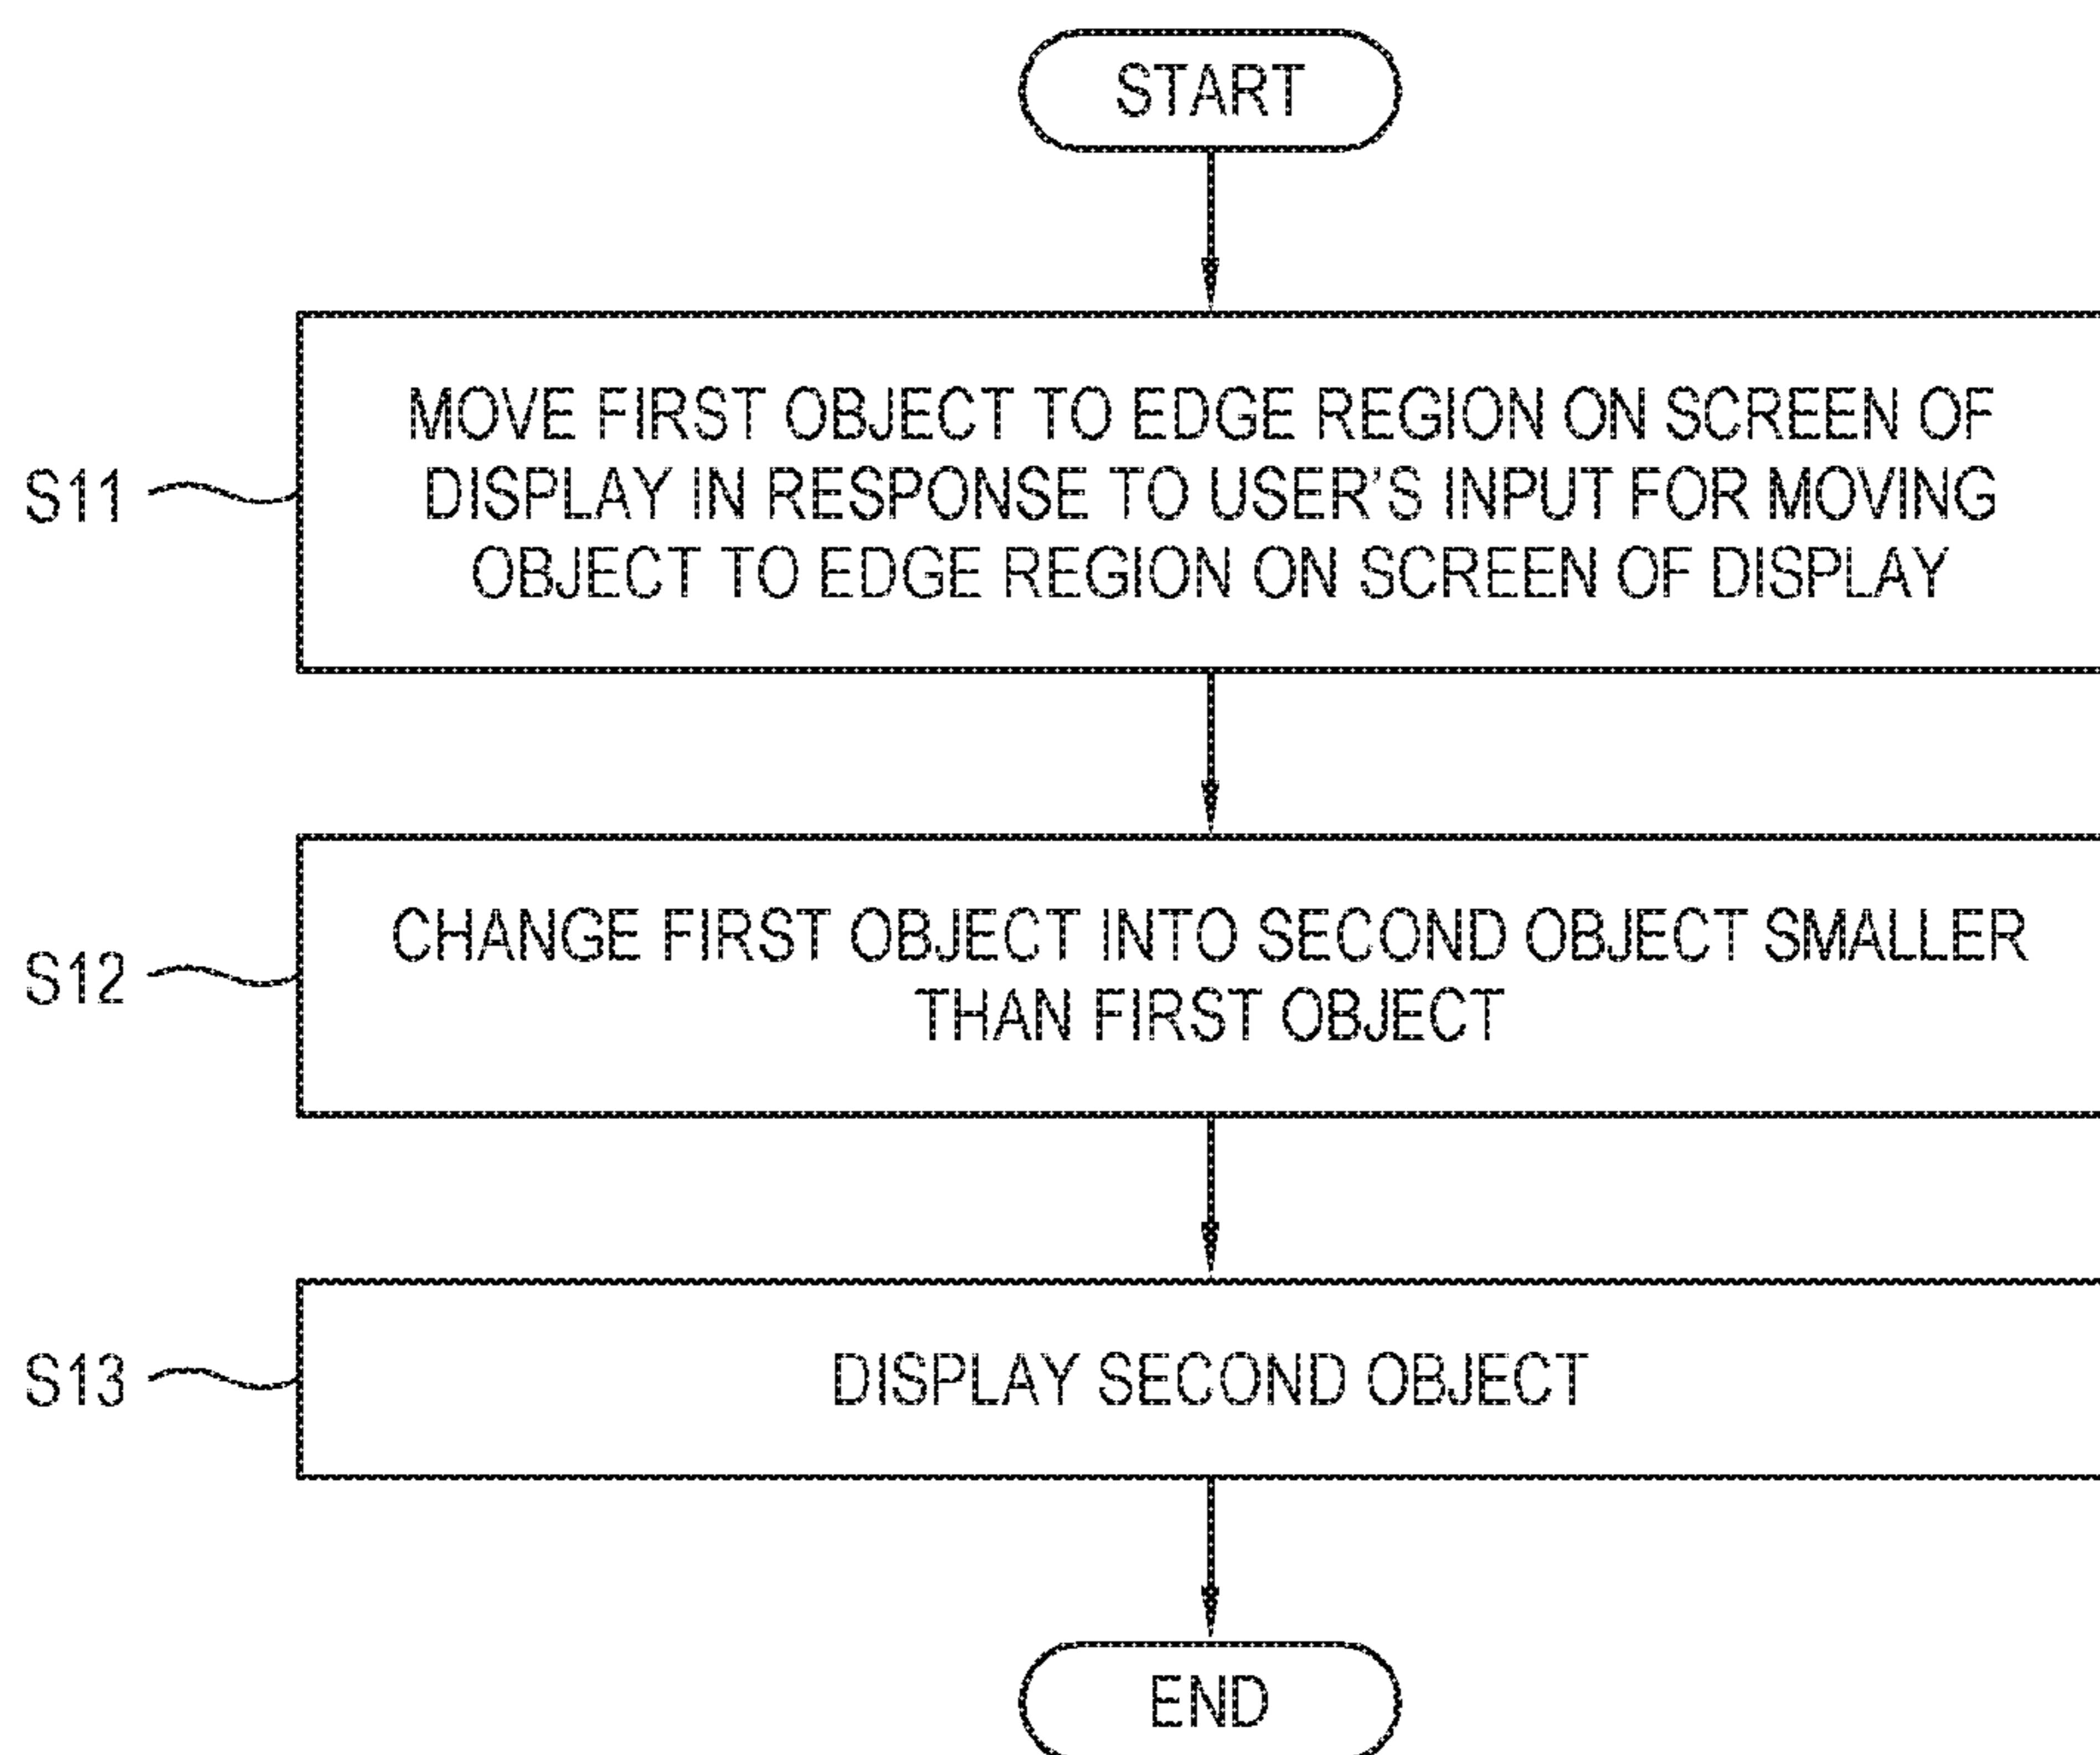 START
S11
MOVE FIRST OBJECT TO EDGE REGION ON SCREEN OF
DISPLAY IN RESPONSE TO USER'S INPUT FOR MOVING
OBJECT TO EDGE REGION ON SCREEN OF DISPLAY
S12
CHANGE FIRST OBJECT INTO SECOND OBJECT SMALLER
THAN FIRST OBJECT
S13
DISPLAY SECOND OBJECT
END